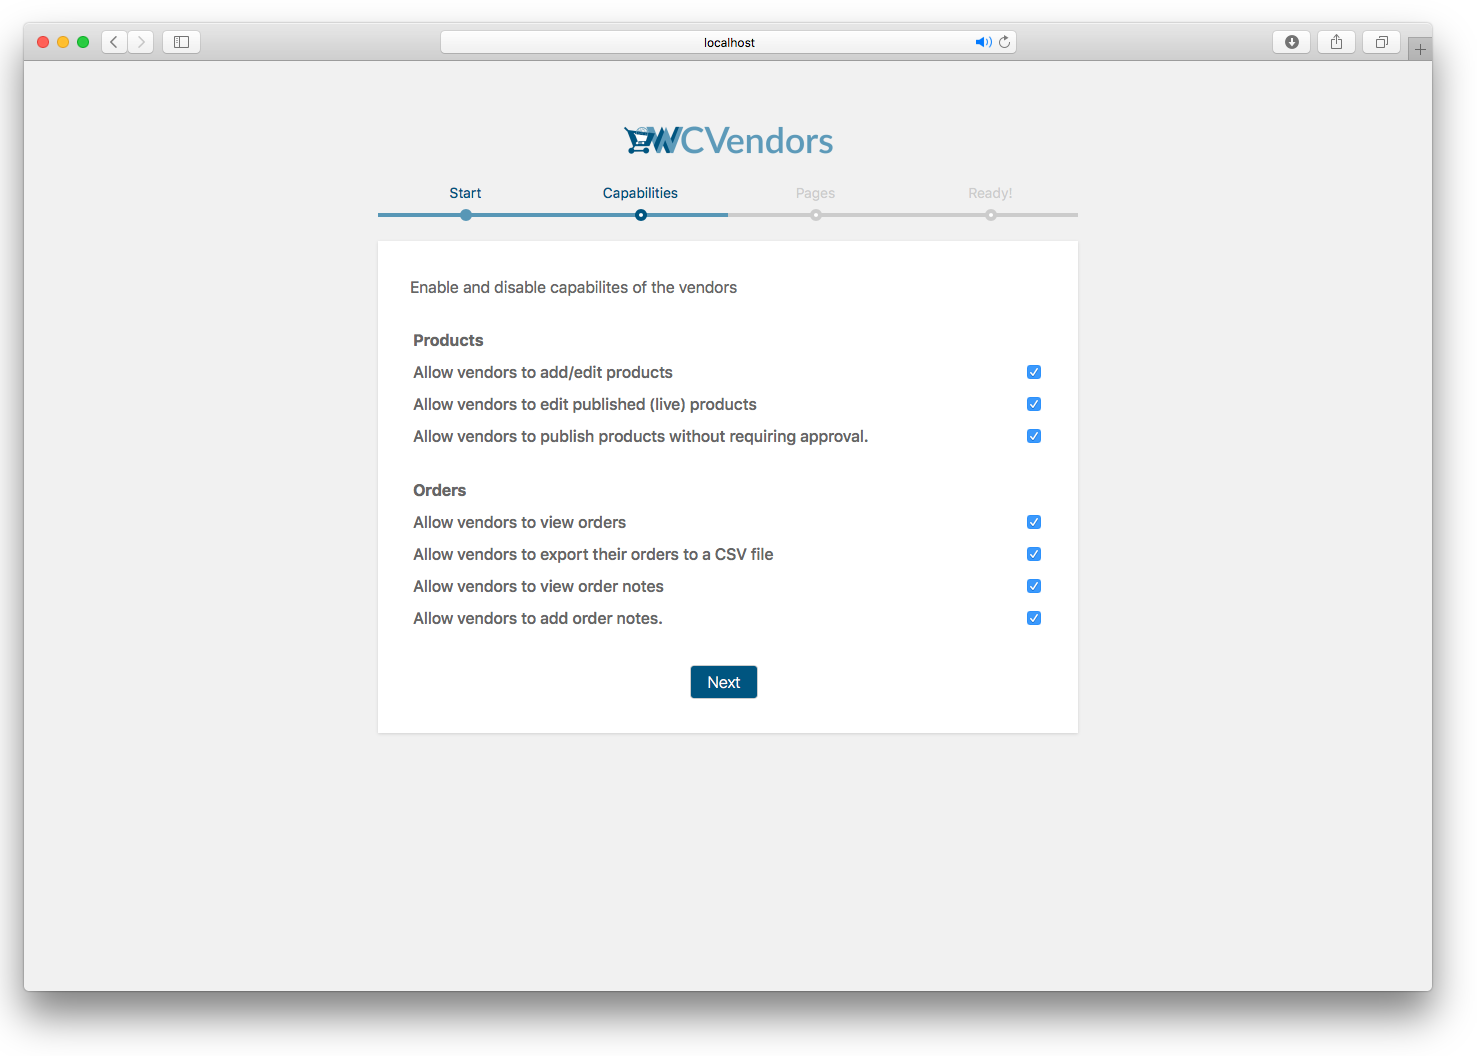 localhost
WCVendors
Start Capabilities Pages Ready!
Enable and disable capabilites of the vendors
Products
Allow vendors to add/edit products
Allow vendors to edit published (live) products
Allow vendors to publish products without requiring approval.
Orders
Allow vendors to view orders
Allow vendors to export their orders to a CSV file
Allow vendors to view order notes
Allow vendors to add order notes.
Next